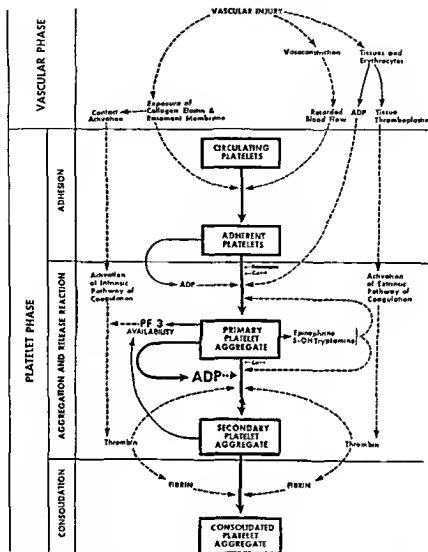 VASCULAR PHASE
VASCULAR INJURY
Vasoconstriction
Tissues and
Erythrocytes
Contact
Activation
Exposure of
Collagen Elastin &
Basement Membrane
Retarded
Blood Flow
ADP
Tissue
Thromboplastin
PLATELET PHASE
ADHESION
CIRCULATING
PLATELETS
ADHERENT
PLATELETS
AGGREGATION AND RELEASE REACTION
Activation
of Intrinsic
Pathway of
Coagulation
ADP
Activation
of Extrinsic
Pathway of
Coagulation
PF 3
AVAILABILITY
PRIMARY
PLATELET
AGGREGATE
Epinephrine
5-OH Tryptamine
ADP
SECONDARY
PLATELET
AGGREGATE
Thrombin
Thrombin
CONSOLIDATION
FIBRIN
FIBRIN
CONSOLIDATED
PLATELET
AGGREGATE